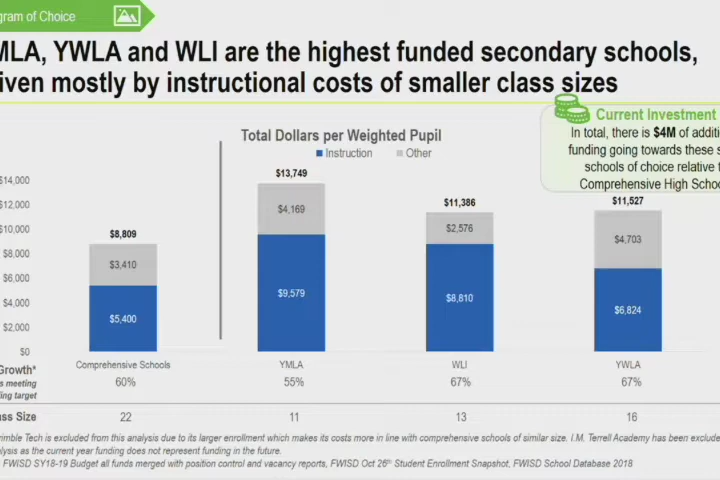 gram of Choice
MLA, YWLA and WLI are the highest funded secondary schools,
iven mostly by instructional costs of smaller class sizes
Current Investment
In total, there is $4M of additio
funding going towards these s
schools of choice relative t
Comprehensive High Schoo
Total Dollars per Weighted Pupil
Instruction Other
$14,000
$12,000
$10,000
$8,000
$6,000
$4,000
$2,000
$0
$8,809
$3,410
$5,400
$13,749
$4,169
$9,579
$11,386
$2,576
$8,810
$11,527
$4,703
$6,824
Comprehensive Schools YMLA WLI YWLA
Growth* 60% 55% 67% 67%
s meeting
ing target
ass Size 22 11 13 16
rimble Tech is excluded from this analysis due to its larger enrollment which makes its costs more in line with comprehensive schools of similar size. I.M. Terrell Academy has been exclude
alysis as the current year funding does not represent funding in the future.
FWISD SY18-19 Budget all funds merged with position control and vacancy reports, FWISD Oct 26th Student Enrollment Snapshot, FWISD School Database 2018